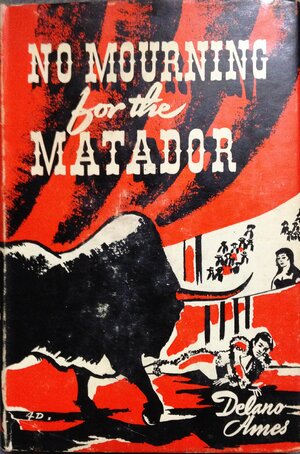 NO MOURNING
for the
MATADOR
Delano
Ames